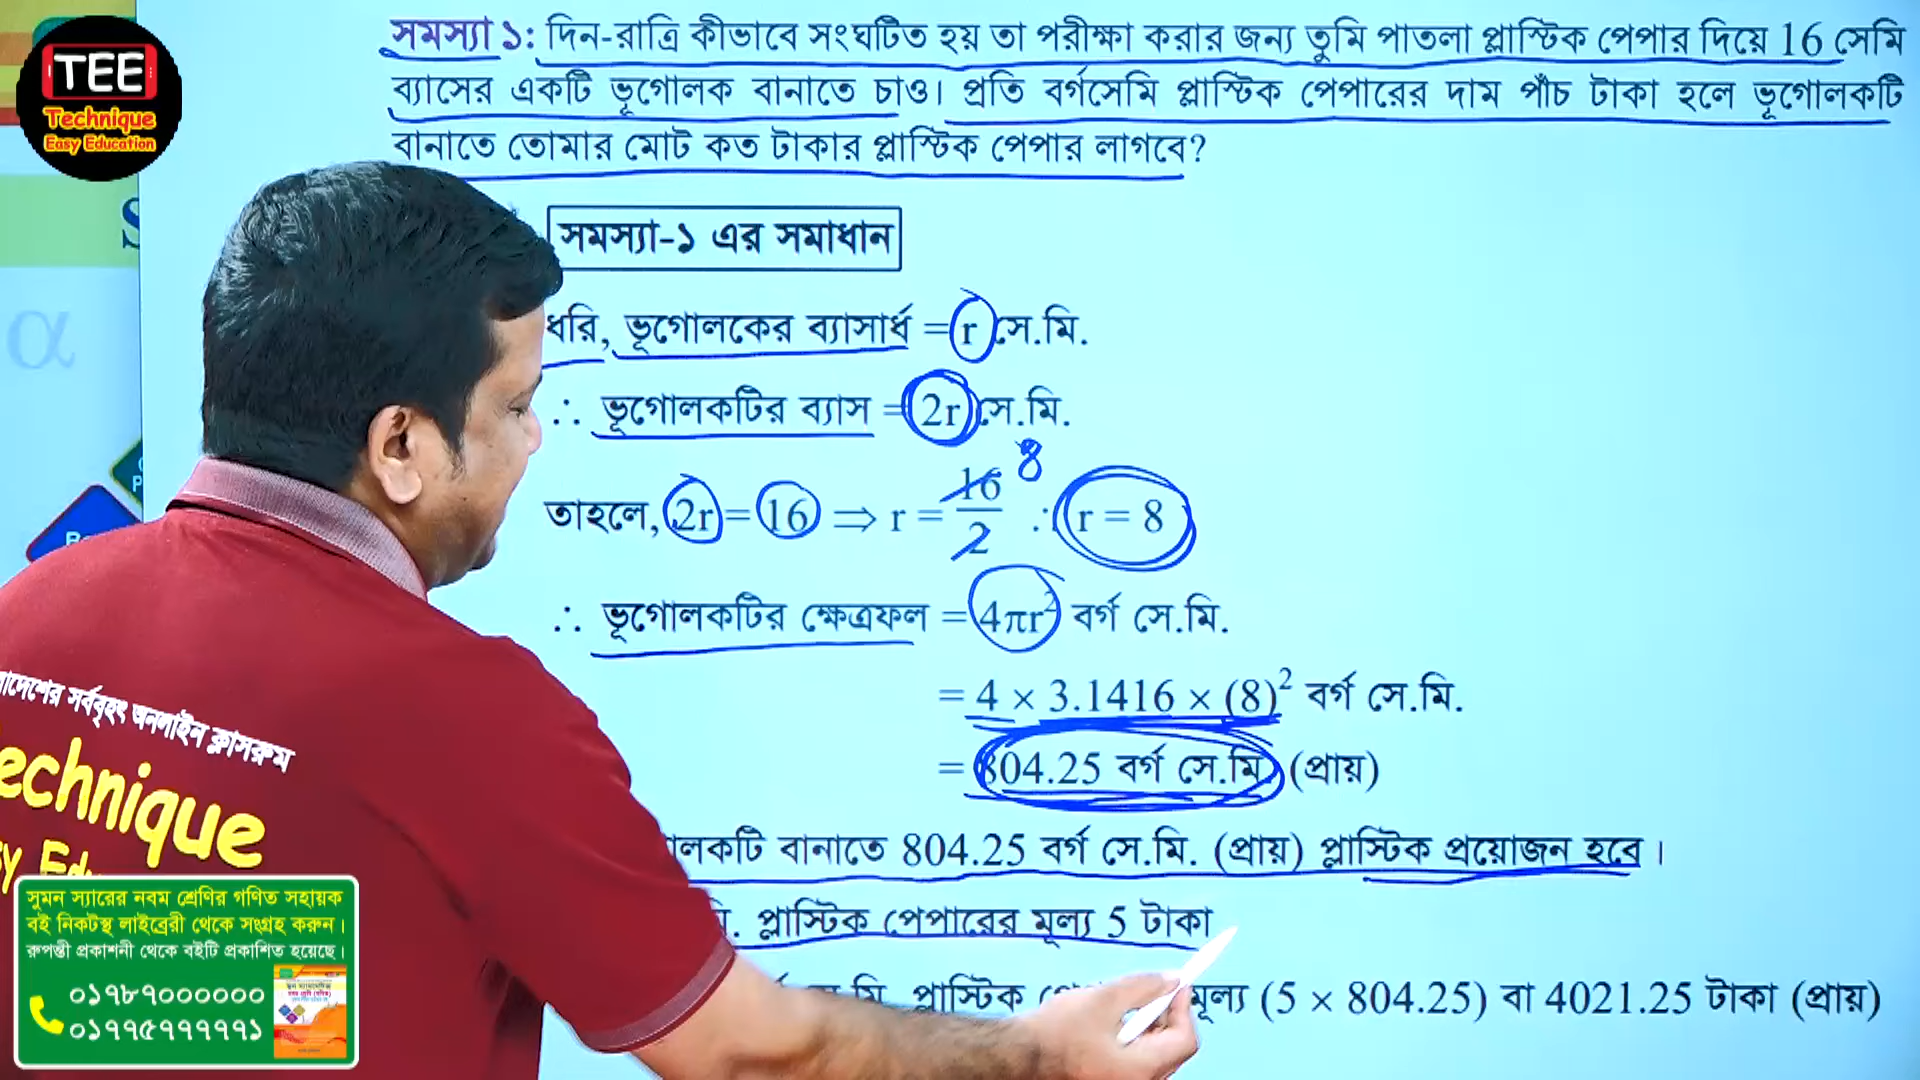 TEE
Technique
Easy Education
সমস্যা ১: দিন-রাত্রি কীভাবে সংঘটিত হয় তা পরীক্ষা করার জন্য তুমি পাতলা প্লাস্টিক পেপার দিয়ে 16 সেমি
ব্যাসের একটি ভূগোলক বানাতে চাও। প্রতি বর্গসেমি প্লাস্টিক পেপারের দাম পাঁচ টাকা হলে ভূগোলকটি
বানাতে তোমার মোট কত টাকার প্লাস্টিক পেপার লাগবে?
সমস্যা-১ এর সমাধান
ধরি, ভূগোলকের ব্যাসার্ধ = r সে.মি.
∴ ভূগোলকটির ব্যাস = 2r সে.মি.
8
তাহলে, 2r = 16 ⇒ r = 16/2 ∴ r = 8
∴ ভূগোলকটির ক্ষেত্রফল = 4πr² বর্গ সে.মি.
= 4 × 3.1416 × (8)² বর্গ সে.মি.
= 804.25 বর্গ সে.মি. (প্রায়)
লকটি বানাতে 804.25 বর্গ সে.মি. (প্রায়) প্লাস্টিক প্রয়োজন হবে।
মি. প্লাস্টিক পেপারের মূল্য 5 টাকা
সে.মি. প্লাস্টিক মূল্য (5 × 804.25) বা 4021.25 টাকা (প্রায়)
α
দেশের সর্ববৃহৎ অনলাইন ক্লাসরুম
echnique
সুমন স্যারের নবম শ্রেণির গণিত সহায়ক
বই নিকটস্থ লাইব্রেরী থেকে সংগ্রহ করুন।
রুপন্তী প্রকাশনী থেকে বইটি প্রকাশিত হয়েছে।
০১৭৮৭০০০০০০
০১৭৭৫৭৭৭৭৭১